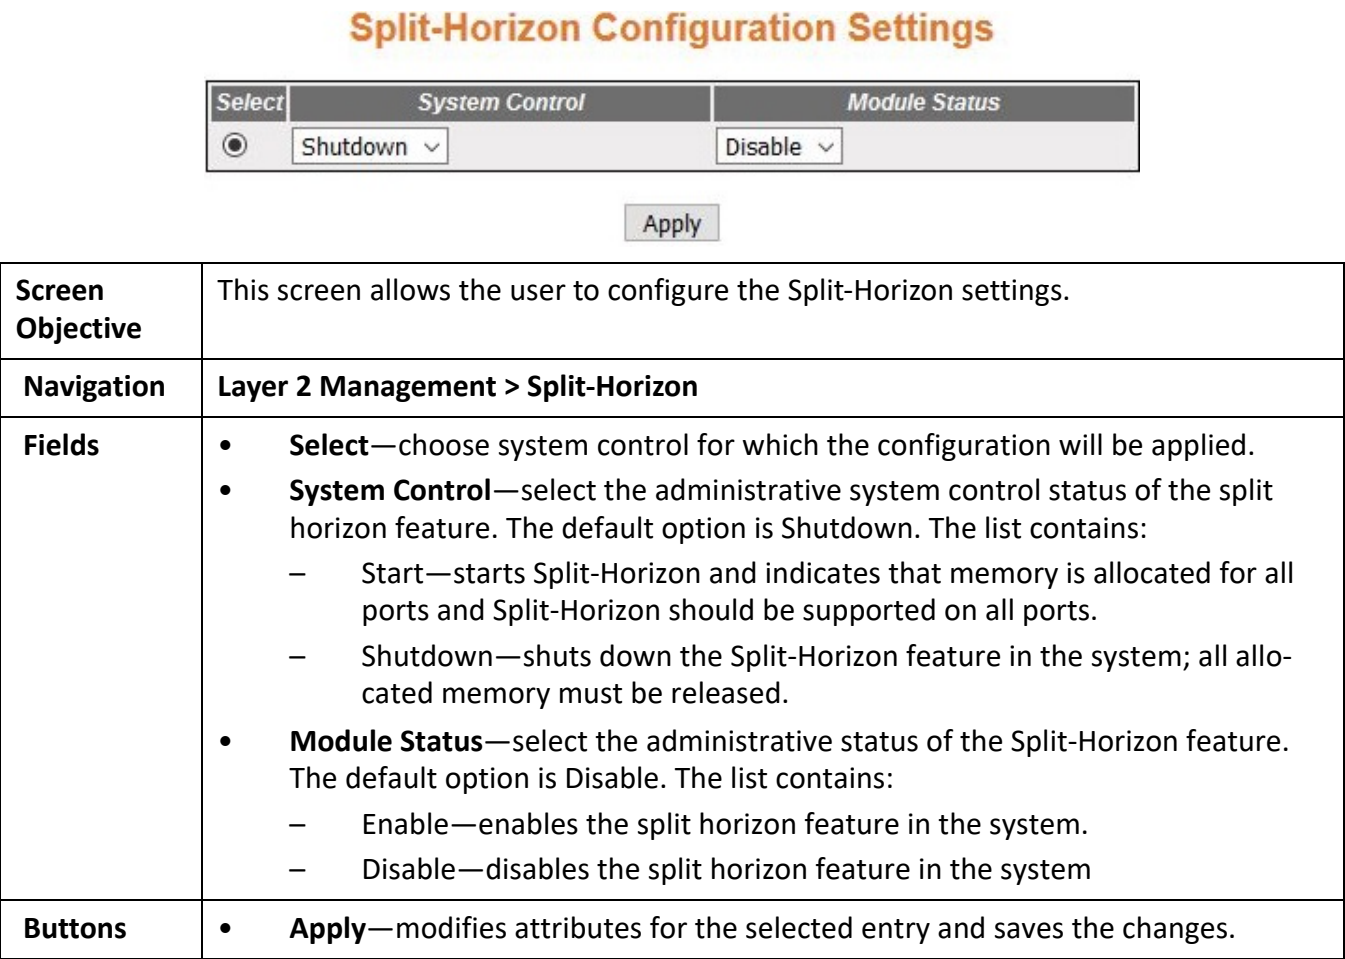 Split-Horizon Configuration Settings
Select System Control Module Status
Shutdown Disable
Apply
Screen Objective This screen allows the user to configure the Split-Horizon settings.
Navigation Layer 2 Management > Split-Horizon
Fields • Select—choose system control for which the configuration will be applied.
• System Control—select the administrative system control status of the split
horizon feature. The default option is Shutdown. The list contains:
– Start—starts Split-Horizon and indicates that memory is allocated for all
ports and Split-Horizon should be supported on all ports.
– Shutdown—shuts down the Split-Horizon feature in the system; all allo-
cated memory must be released.
• Module Status—select the administrative status of the Split-Horizon feature.
The default option is Disable. The list contains:
– Enable—enables the split horizon feature in the system.
– Disable—disables the split horizon feature in the system
Buttons • Apply—modifies attributes for the selected entry and saves the changes.